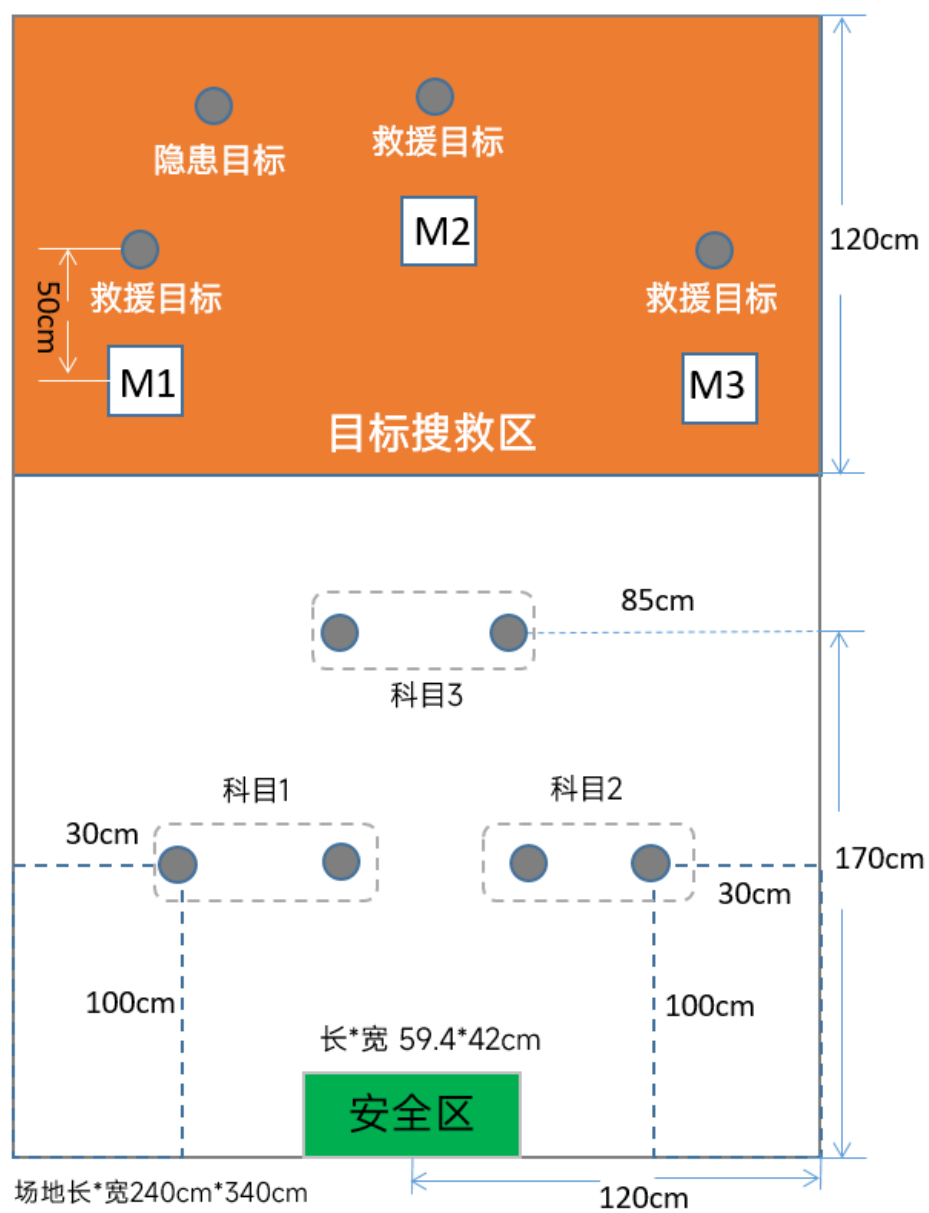 隐患目标
救援目标
M2
120cm
50cm
救援目标
救援目标
M1
M3
目标搜救区
85cm
科目3
科目1
科目2
30cm
170cm
30cm
100cm
100cm
长*宽 59.4*42cm
安全区
场地长*宽240cm*340cm
120cm